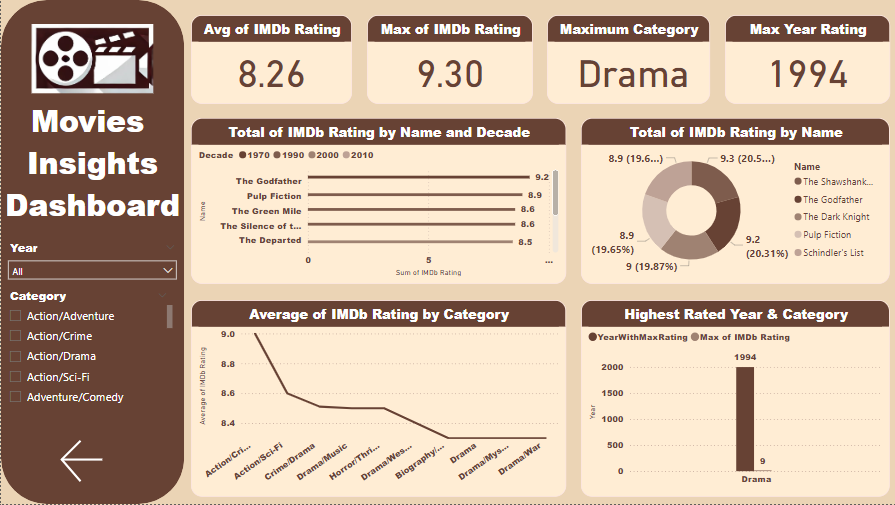 Movies
Insights
Dashboard
Year
All
Category
Action/Adventure
Action/Crime
Action/Drama
Action/Sci-Fi
Adventure/Comedy
Avg of IMDb Rating
8.26
Max of IMDb Rating
9.30
Maximum Category
Drama
Max Year Rating
1994
Total of IMDb Rating by Name and Decade
Decade 1970 1990 2000 2010
Name
The Godfather 9.2
Pulp Fiction 8.9
The Green Mile 8.6
The Silence of t... 8.6
The Departed 8.5
0 5 ...
Sum of IMDb Rating
Total of IMDb Rating by Name
8.9 (19.6...)
9.3 (20.5...)
8.9
(19.65%)
9.2
(20.31%)
9 (19.87%)
Name
The Shawshank...
The Godfather
The Dark Knight
Pulp Fiction
Schindler's List
Average of IMDb Rating by Category
Average of IMDb Rating
9.0
8.8
8.6
8.4
Action/Cri...
Action/Sci-Fi
Crime/Drama
Drama/Music
Horror/Thri...
Drama/Wes...
Biography/...
Drama
Drama/Mys...
Drama/War
Highest Rated Year & Category
YearWithMaxRating Max of IMDb Rating
Year
2000
1500
1000
500
0
1994
9
Drama